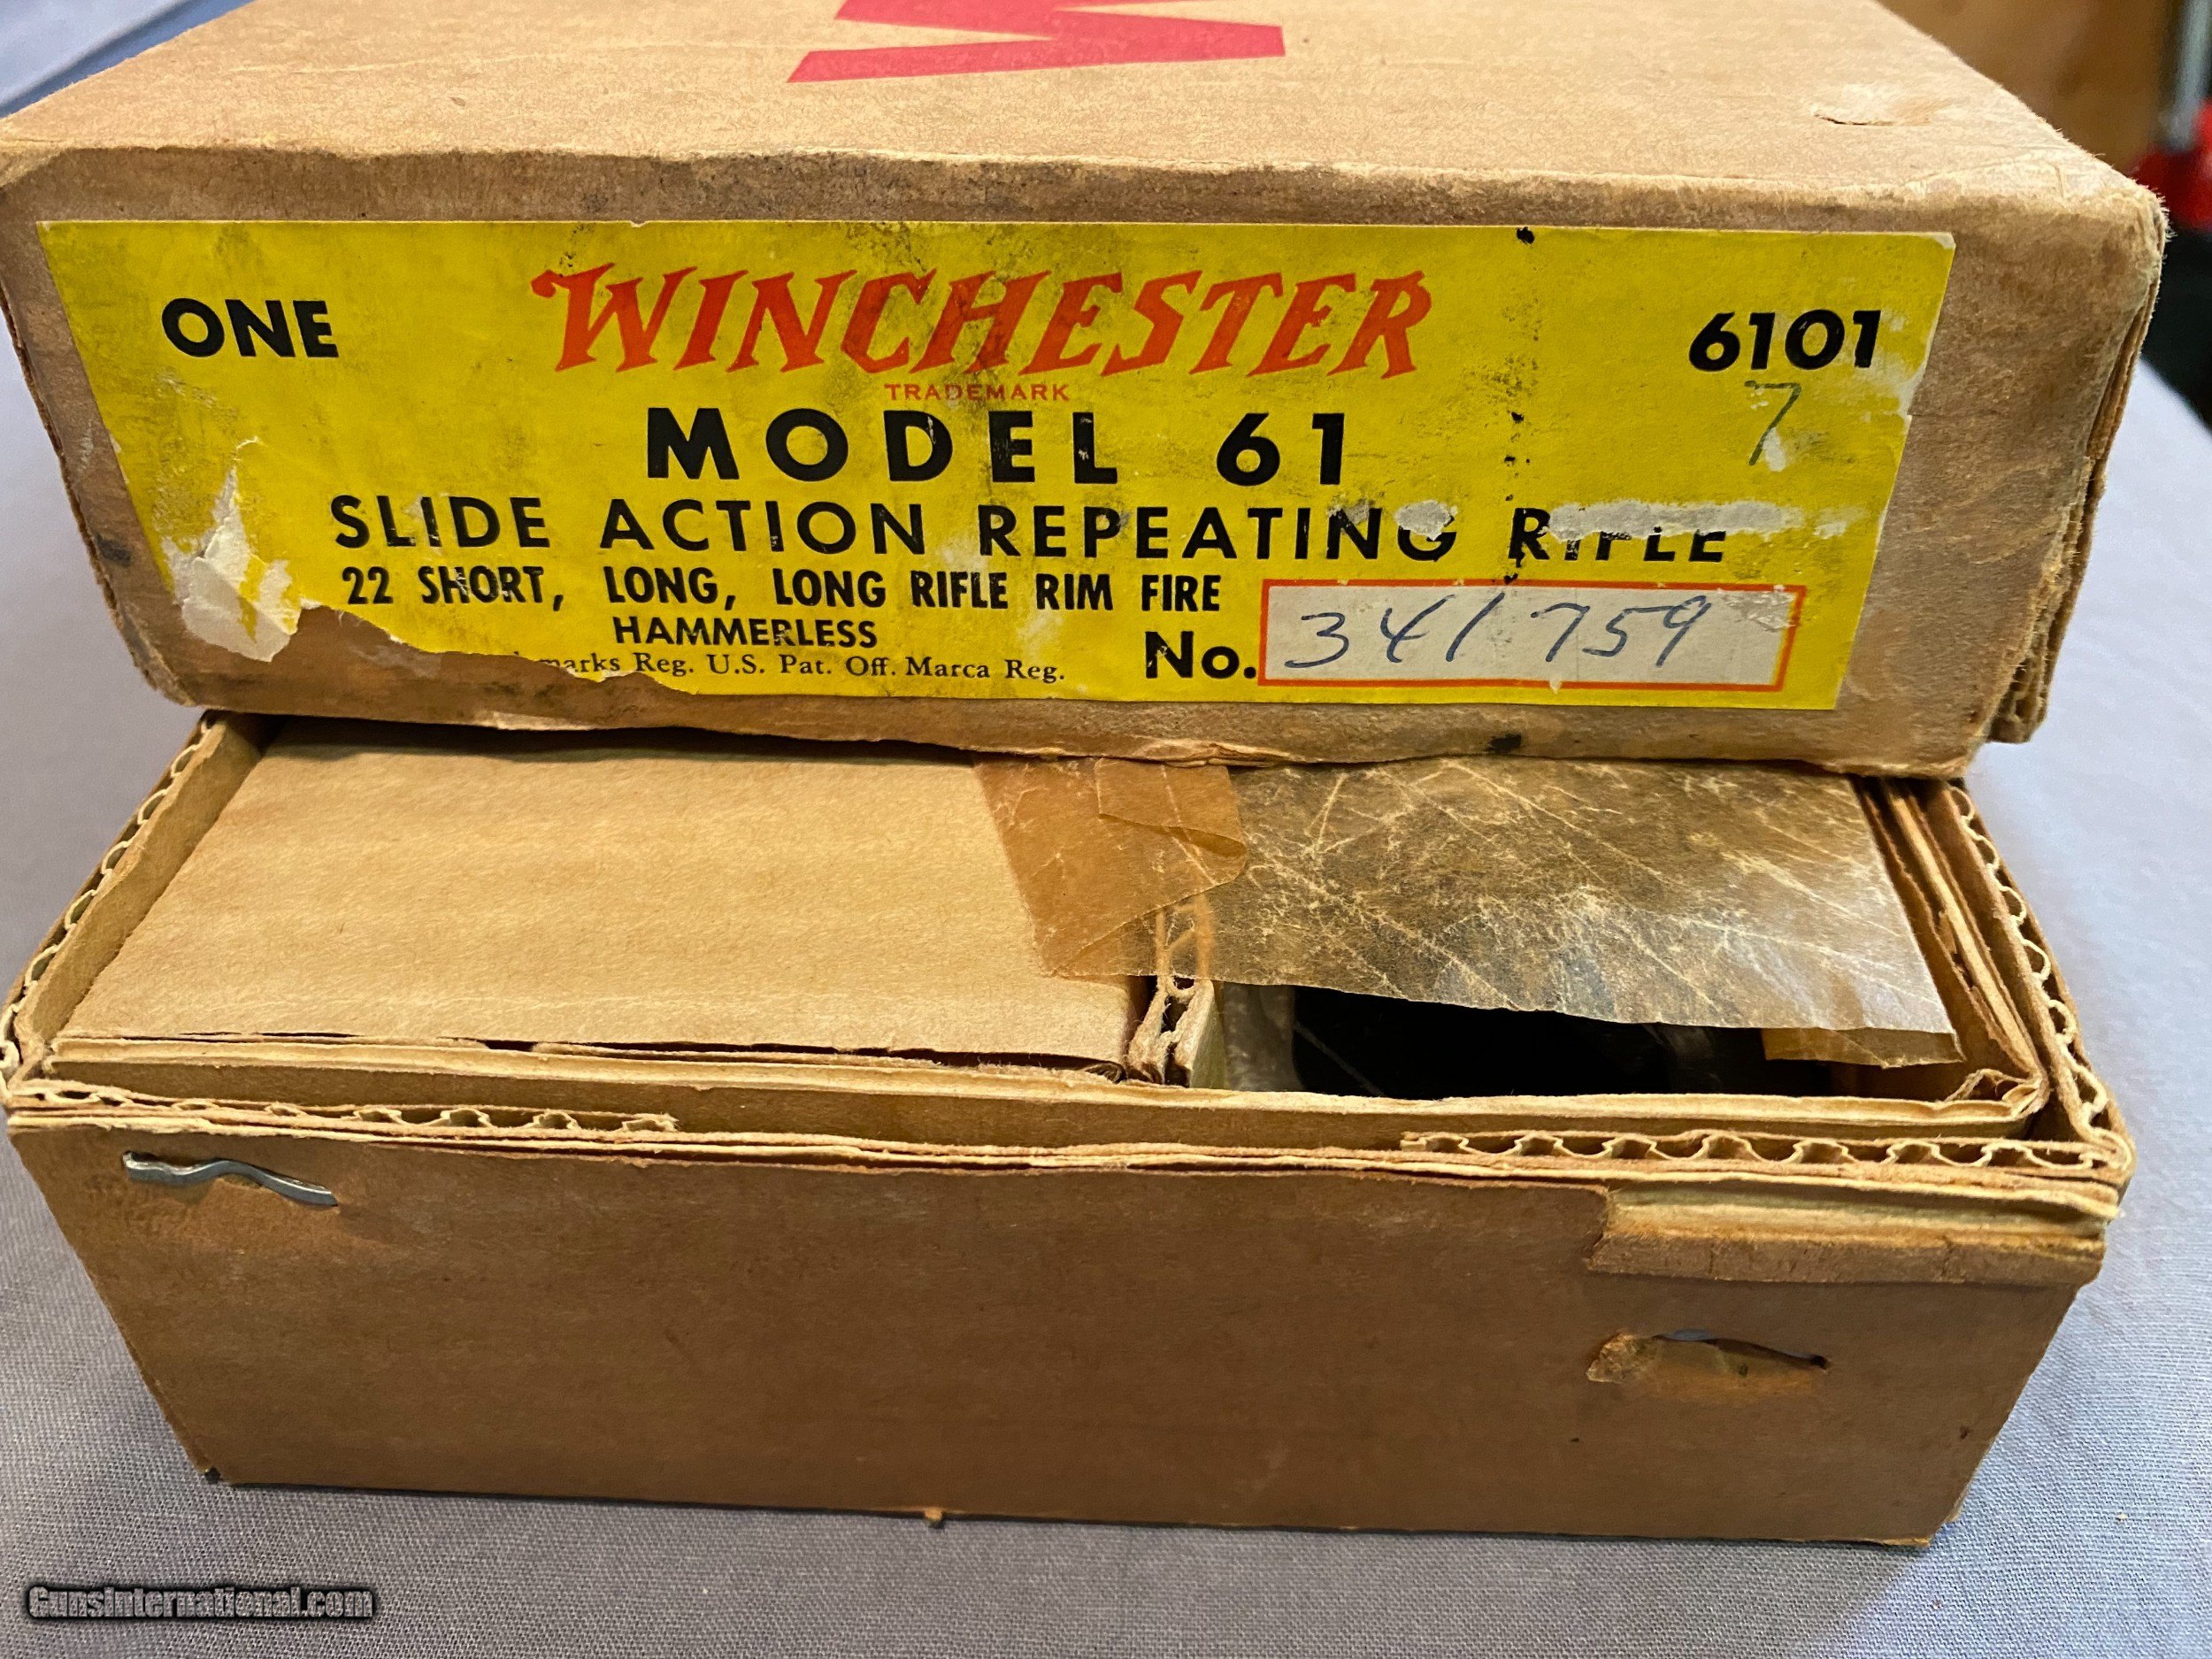 ONE WINCHESTER 6101
TRADEMARK
7
MODEL 61
SLIDE ACTION REPEATING RIFLE
22 SHORT, LONG, LONG RIFLE RIM FIRE
HAMMERLESS
Reg. U.S. Pat. Off. Marca Reg.
No. 341759
GunsInternational.com